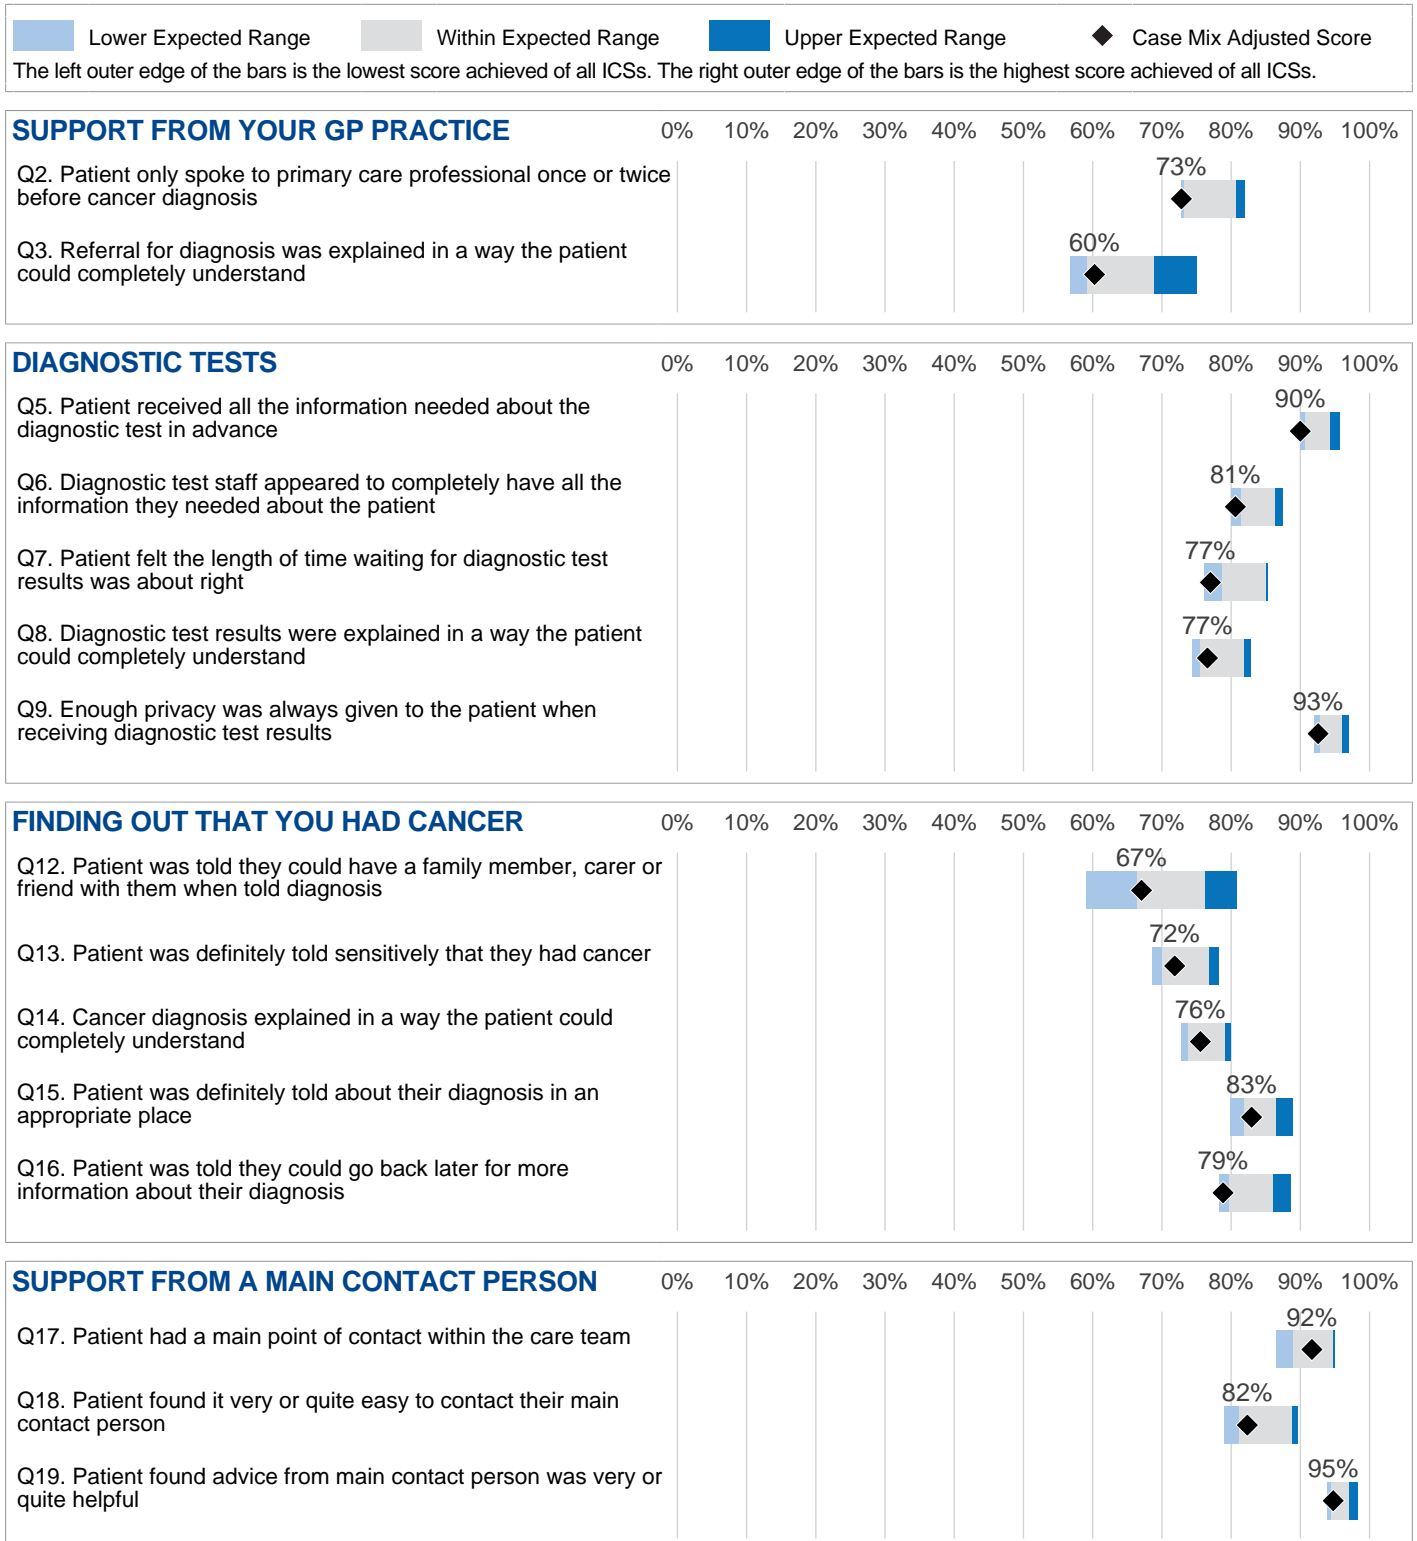 Lower Expected Range Within Expected Range Upper Expected Range Case Mix Adjusted Score
The left outer edge of the bars is the lowest score achieved of all ICSs. The right outer edge of the bars is the highest score achieved of all ICSs.
SUPPORT FROM YOUR GP PRACTICE 0% 10% 20% 30% 40% 50% 60% 70% 80% 90% 100%
73%
Q2. Patient only spoke to primary care professional once or twice
before cancer diagnosis
60%
Q3. Referral for diagnosis was explained in a way the patient
could completely understand
DIAGNOSTIC TESTS 0% 10% 20% 30% 40% 50% 60% 70% 80% 90% 100%
90%
Q5. Patient received all the information needed about the
diagnostic test in advance
81%
Q6. Diagnostic test staff appeared to completely have all the
information they needed about the patient
77%
Q7. Patient felt the length of time waiting for diagnostic test
results was about right
77%
Q8. Diagnostic test results were explained in a way the patient
could completely understand
93%
Q9. Enough privacy was always given to the patient when
receiving diagnostic test results
FINDING OUT THAT YOU HAD CANCER 0% 10% 20% 30% 40% 50% 60% 70% 80% 90% 100%
67%
Q12. Patient was told they could have a family member, carer or
friend with them when told diagnosis
72%
Q13. Patient was definitely told sensitively that they had cancer
76%
Q14. Cancer diagnosis explained in a way the patient could
completely understand
83%
Q15. Patient was definitely told about their diagnosis in an
appropriate place
79%
Q16. Patient was told they could go back later for more
information about their diagnosis
SUPPORT FROM A MAIN CONTACT PERSON 0% 10% 20% 30% 40% 50% 60% 70% 80% 90% 100%
92%
Q17. Patient had a main point of contact within the care team
82%
Q18. Patient found it very or quite easy to contact their main
contact person
95%
Q19. Patient found advice from main contact person was very or
quite helpful